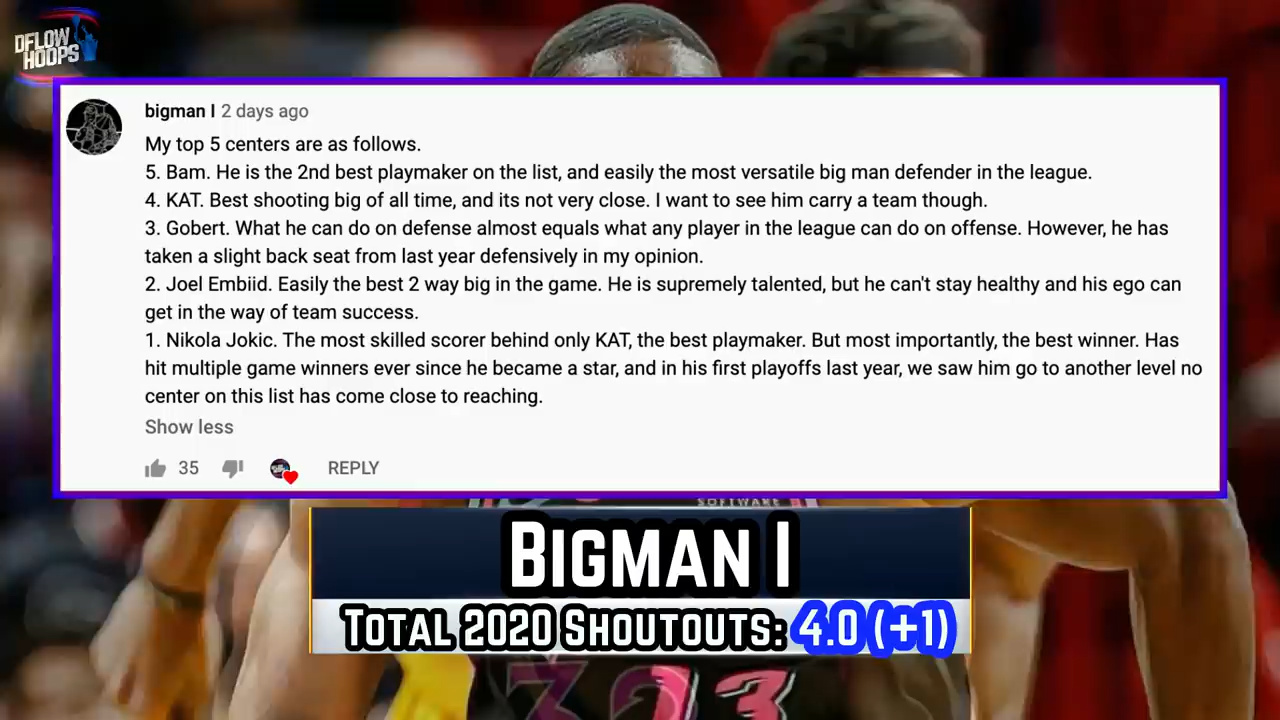 DFLOW
HOOPS
bigman I 2 days ago
My top 5 centers are as follows.
5. Bam. He is the 2nd best playmaker on the list, and easily the most versatile big man defender in the league.
4. KAT. Best shooting big of all time, and its not very close. I want to see him carry a team though.
3. Gobert. What he can do on defense almost equals what any player in the league can do on offense. However, he has
taken a slight back seat from last year defensively in my opinion.
2. Joel Embiid. Easily the best 2 way big in the game. He is supremely talented, but he can't stay healthy and his ego can
get in the way of team success.
1. Nikola Jokic. The most skilled scorer behind only KAT, the best playmaker. But most importantly, the best winner. Has
hit multiple game winners ever since he became a star, and in his first playoffs last year, we saw him go to another level no
center on this list has come close to reaching.
Show less
35
REPLY
SOFTWARE
BIGMAN I
TOTAL 2020 SHOUTOUTS: 4.0 (+1)